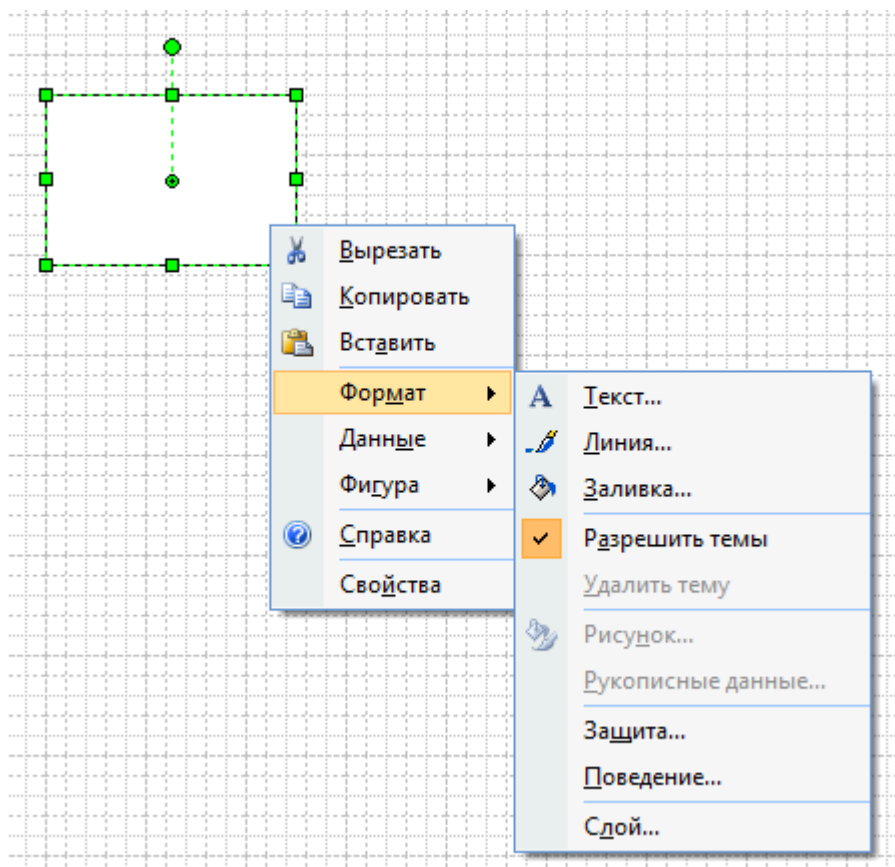 Вырезать
Копировать
Вставить
Формат
Данные
Фигура
Справка
Свойства
Текст...
Линия...
Заливка...
Разрешить темы
Удалить тему
Рисунок...
Рукописные данные...
Защита...
Поведение...
Слой...